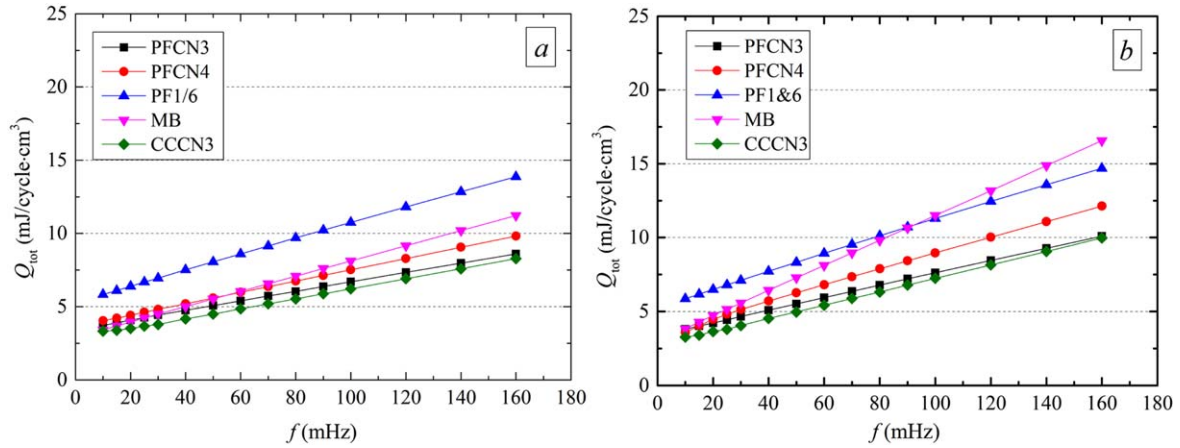 25
20
15
10
5
0
Q_tot (mJ/cycle·cm³)
PFCN3
PFCN4
PF1/6
MB
CCCN3
a
0 20 40 60 80 100 120 140 160 180
f (mHz)
25
20
15
10
5
0
Q_tot (mJ/cycle·cm³)
PFCN3
PFCN4
PF1&6
MB
CCCN3
b
0 20 40 60 80 100 120 140 160 180
f (mHz)